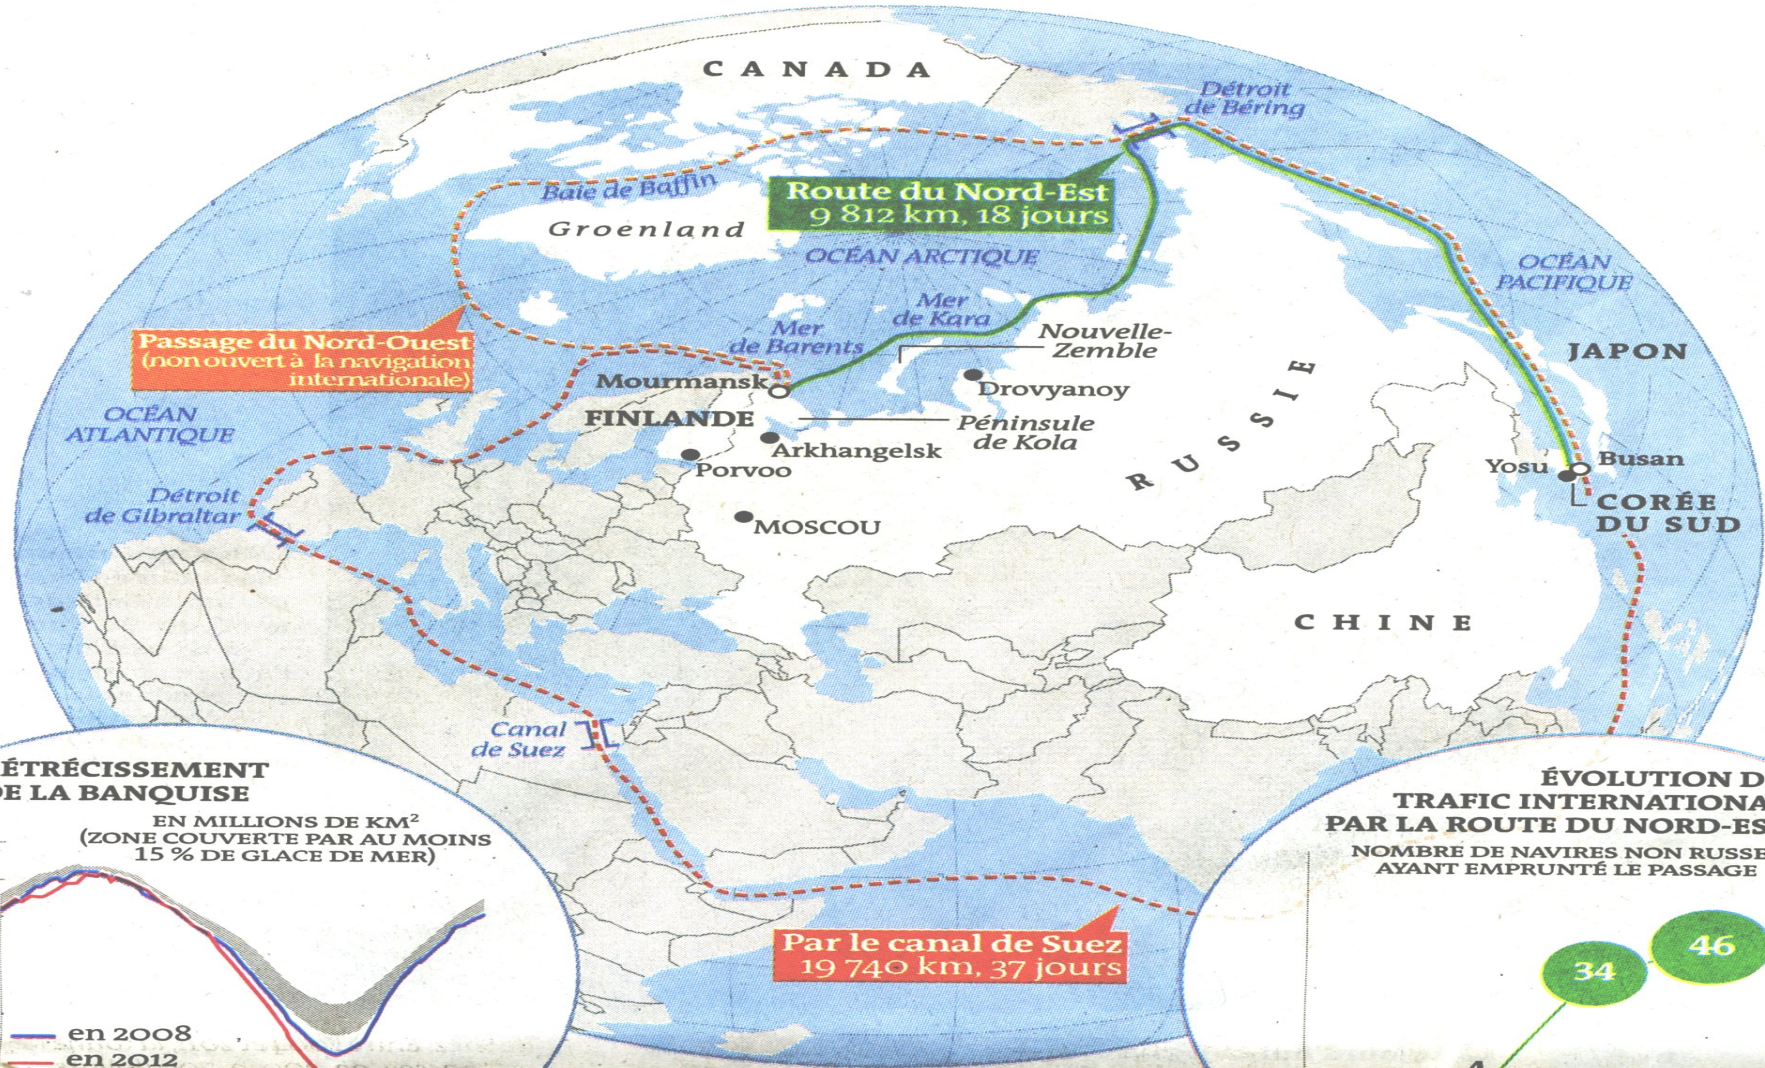 CANADA
Détroit
de Béring
Baie de Baffin
Route du Nord-Est
9 812 km, 18 jours
Groenland
OCÉAN ARCTIQUE
OCÉAN
PACIFIQUE
Mer
de Kara
Mer
de Barents
Nouvelle-
Zemble
Passage du Nord-Ouest
(non ouvert à la navigation
internationale)
JAPON
Mourmansk
Drovyanoy
RUSSIE
OCÉAN
ATLANTIQUE
FINLANDE
Péninsule
de Kola
Arkhangelsk
Porvoo
Yosu
Busan
Détroit
de Gibraltar
MOSCOU
CORÉE
DU SUD
CHINE
Canal
de Suez
ÉTRÉCISSEMENT
DE LA BANQUISE
EN MILLIONS DE KM²
(ZONE COUVERTE PAR AU MOINS
15 % DE GLACE DE MER)
en 2008
en 2012
Par le canal de Suez
19 740 km, 37 jours
ÉVOLUTION D
TRAFIC INTERNATIONA
PAR LA ROUTE DU NORD-ES
NOMBRE DE NAVIRES NON RUSSE
AYANT EMPRUNTÉ LE PASSAGE
34
46